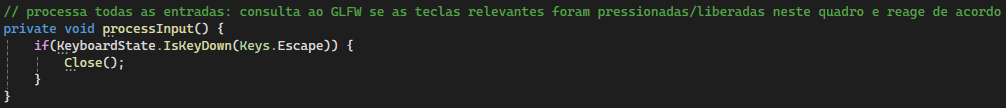 // processa todas as entradas: consulta ao GLFW se as teclas relevantes foram pressionadas/liberadas neste quadro e reage de acordo
private void processInput() {
    if(KeyboardState.IsKeyDown(Keys.Escape)) {
        Close();
    }
}